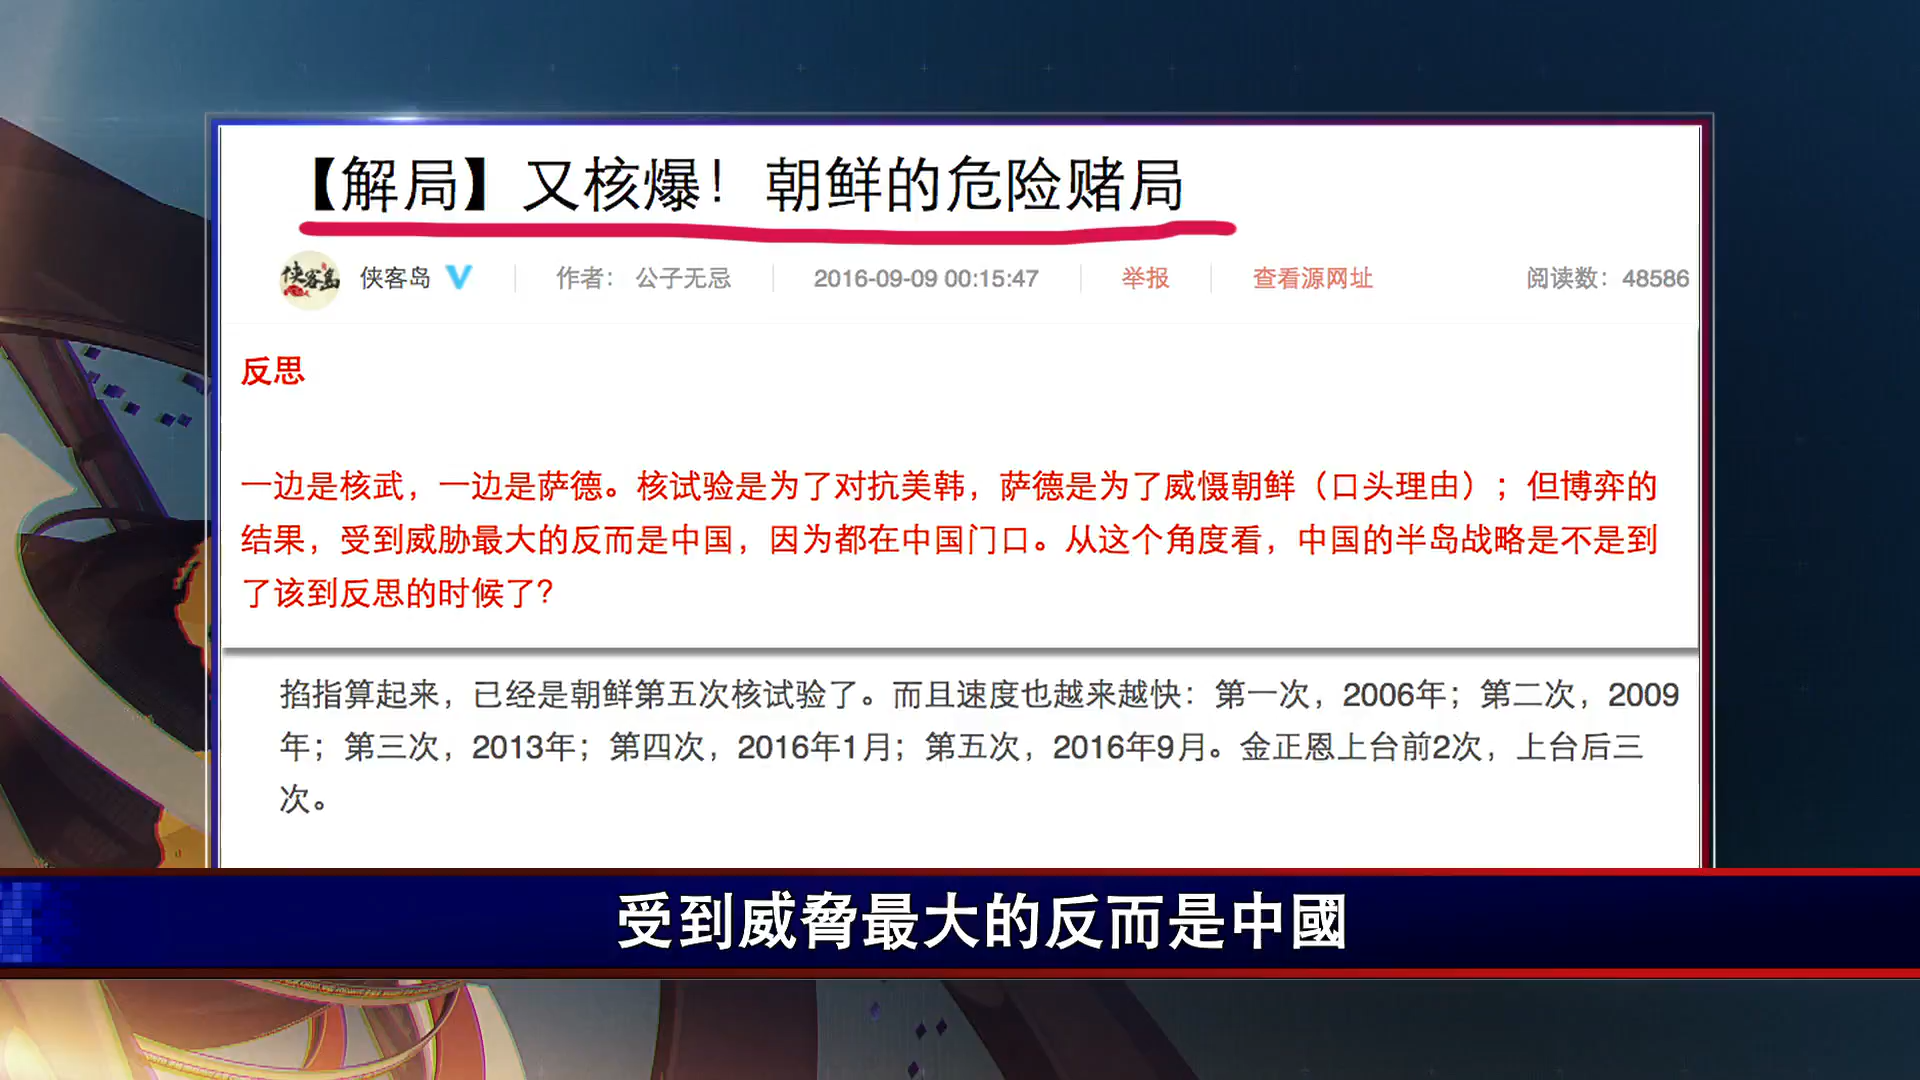 【解局】又核爆！朝鲜的危险赌局
侠客岛 侠客岛 V 作者： 公子无忌 2016-09-09 00:15:47 举报 查看源网址 阅读数：48586
反思
一边是核武，一边是萨德。核试验是为了对抗美韩，萨德是为了威慑朝鲜（口头理由）；但博弈的
结果，受到威胁最大的反而是中国，因为都在中国门口。从这个角度看，中国的半岛战略是不是到
了该到反思的时候了？
掐指算起来，已经是朝鲜第五次核试验了。而且速度也越来越快：第一次，2006年；第二次，2009
年；第三次，2013年；第四次，2016年1月；第五次，2016年9月。金正恩上台前2次，上台后三
次。
受到威脅最大的反而是中國